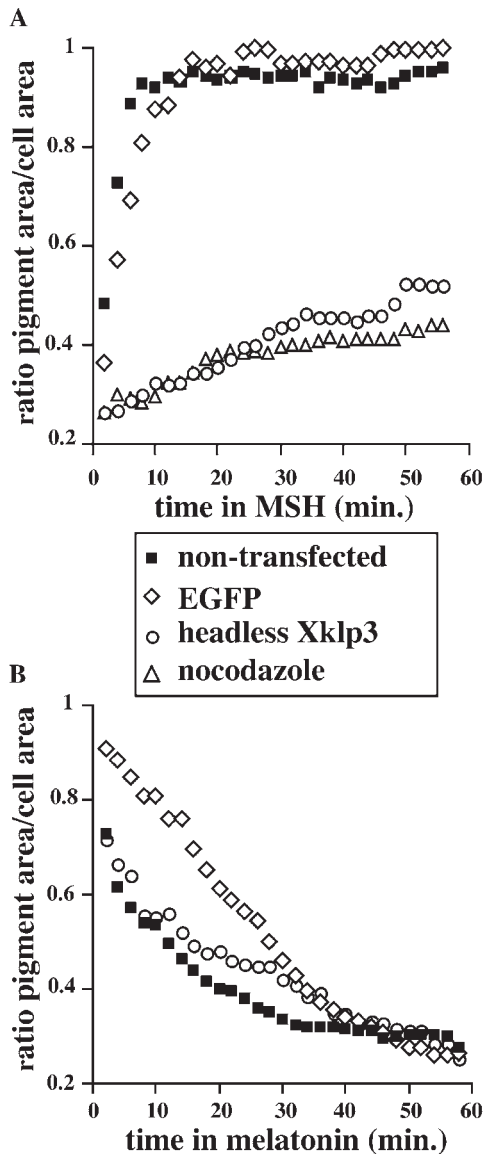 A
ratio pigment area/cell area
1
0.8
0.6
0.4
0.2
0 10 20 30 40 50 60
time in MSH (min.)
non-transfected
EGFP
headless Xklp3
nocodazole
B
ratio pigment area/cell area
1
0.8
0.6
0.4
0.2
0 10 20 30 40 50 60
time in melatonin (min.)